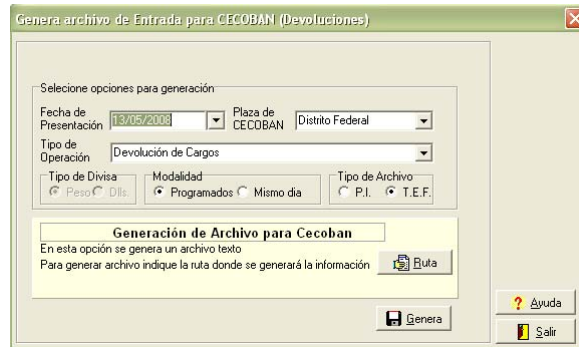 Genera archivo de Entrada para CECOBAN (Devoluciones)
Selecione opciones para generación
Fecha de Presentación 13/05/2008 Plaza de CECOBAN Distrito Federal
Tipo de Operación Devolución de Cargos
Tipo de Divisa Modalidad Tipo de Archivo
Peso Dlls. Programados Mismo dia P.I. T.E.F.
Generación de Archivo para Cecoban
En esta opción se genera un archivo texto
Para generar archivo indique la ruta donde se generará la información Ruta
Genera
? Ayuda
Salir